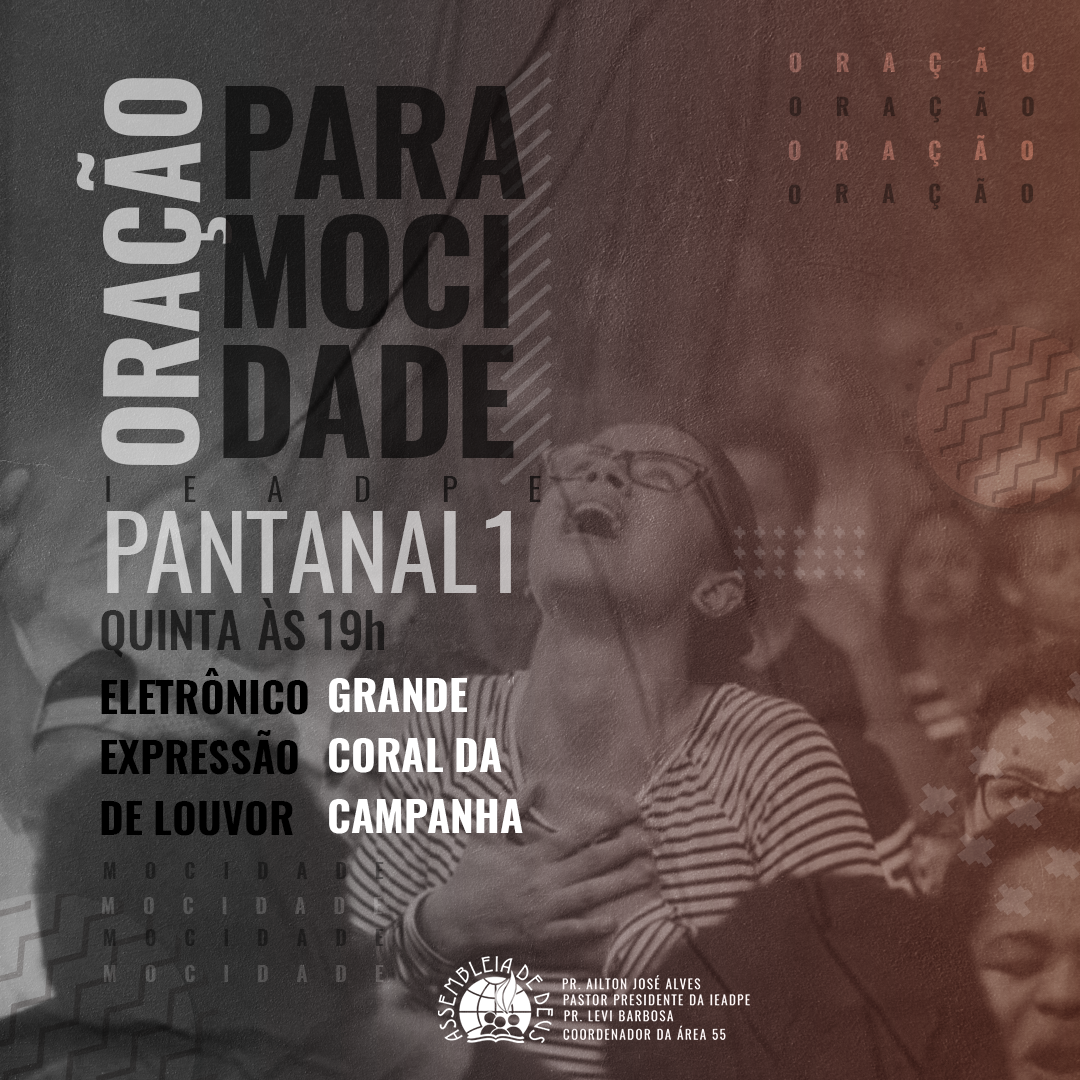 ORAÇÃO
PARA
MOCI
DADE
IEADPE
PANTANAL1
QUINTA ÀS 19h
ELETRÔNICO
EXPRESSÃO
DE LOUVOR
GRANDE
CORAL DA
CAMPANHA
MOCIDADE
MOCIDADE
MOCIDADE
MOCIDADE
ORAÇÃO
ORAÇÃO
ORAÇÃO
ORAÇÃO
ASSEMBLEIA DE DEUS
PR. AILTON JOSÉ ALVES
PASTOR PRESIDENTE DA IEADPE
PR. LEVI BARBOSA
COORDENADOR DA ÁREA 55